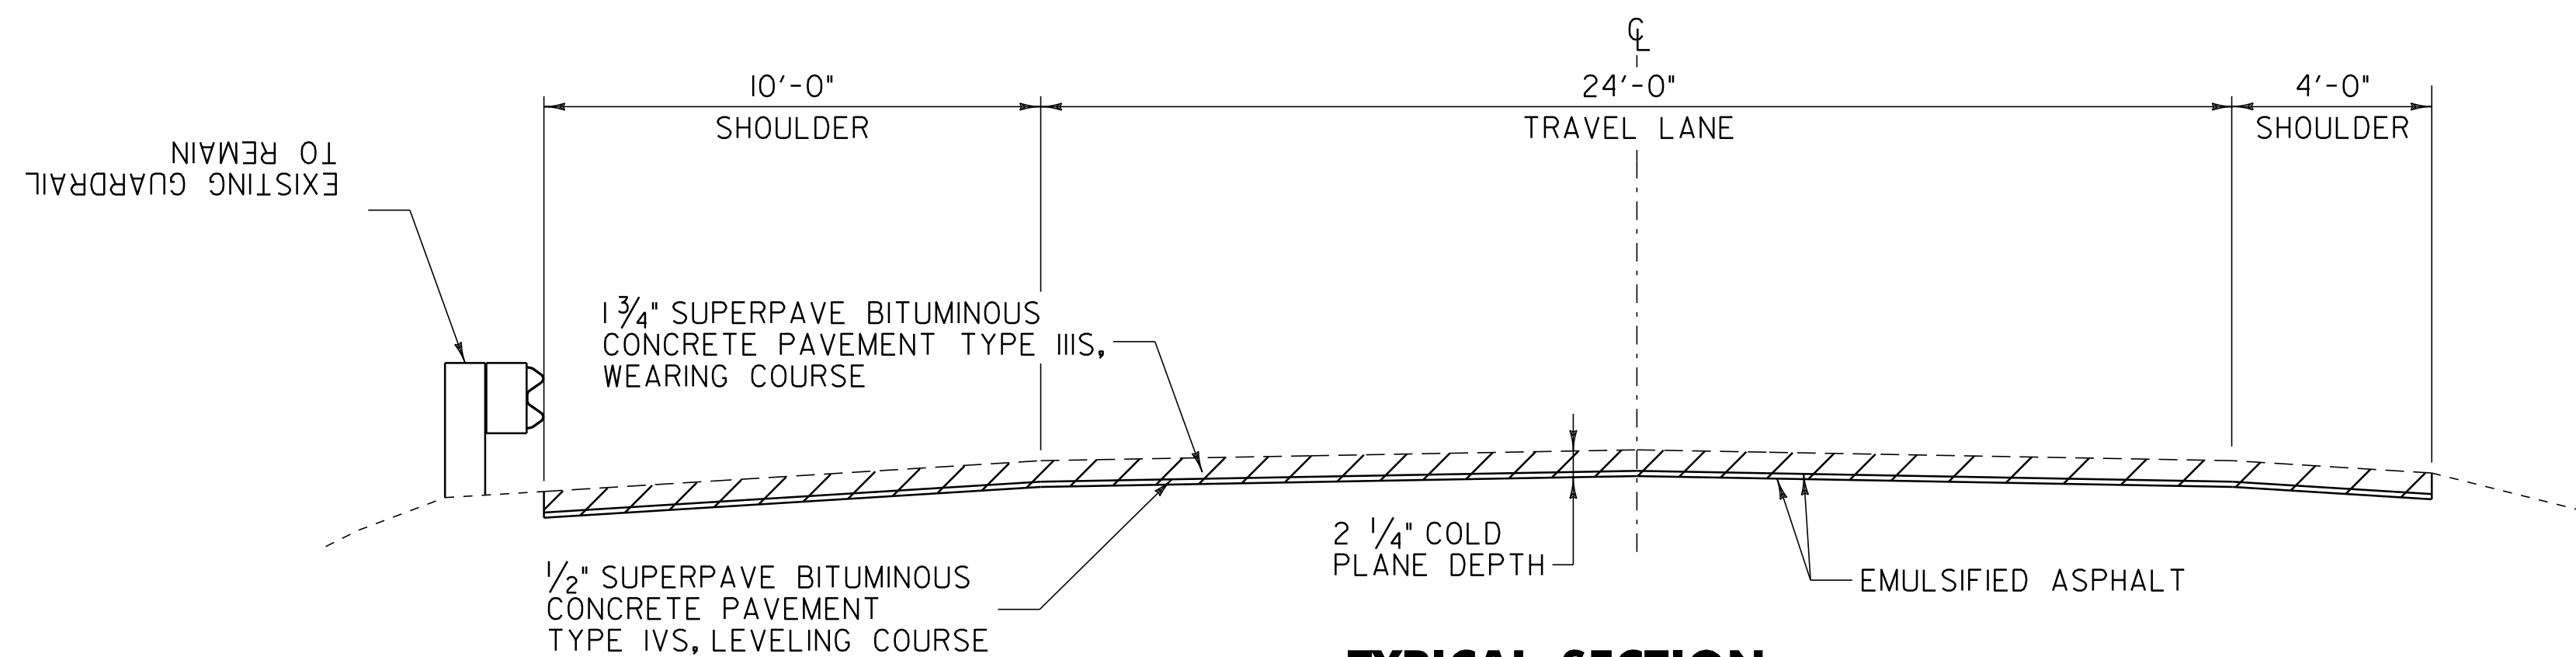 ℄
10'-0"
24'-0"
4'-0"
SHOULDER
TRAVEL LANE
SHOULDER
EXISTING GUARDRAIL
TO REMAIN
1 3/4" SUPERPAVE BITUMINOUS
CONCRETE PAVEMENT TYPE IIIS,
WEARING COURSE
2 1/4" COLD
PLANE DEPTH
1/2" SUPERPAVE BITUMINOUS
CONCRETE PAVEMENT
TYPE IVS, LEVELING COURSE
EMULSIFIED ASPHALT
TYPICAL SECTION